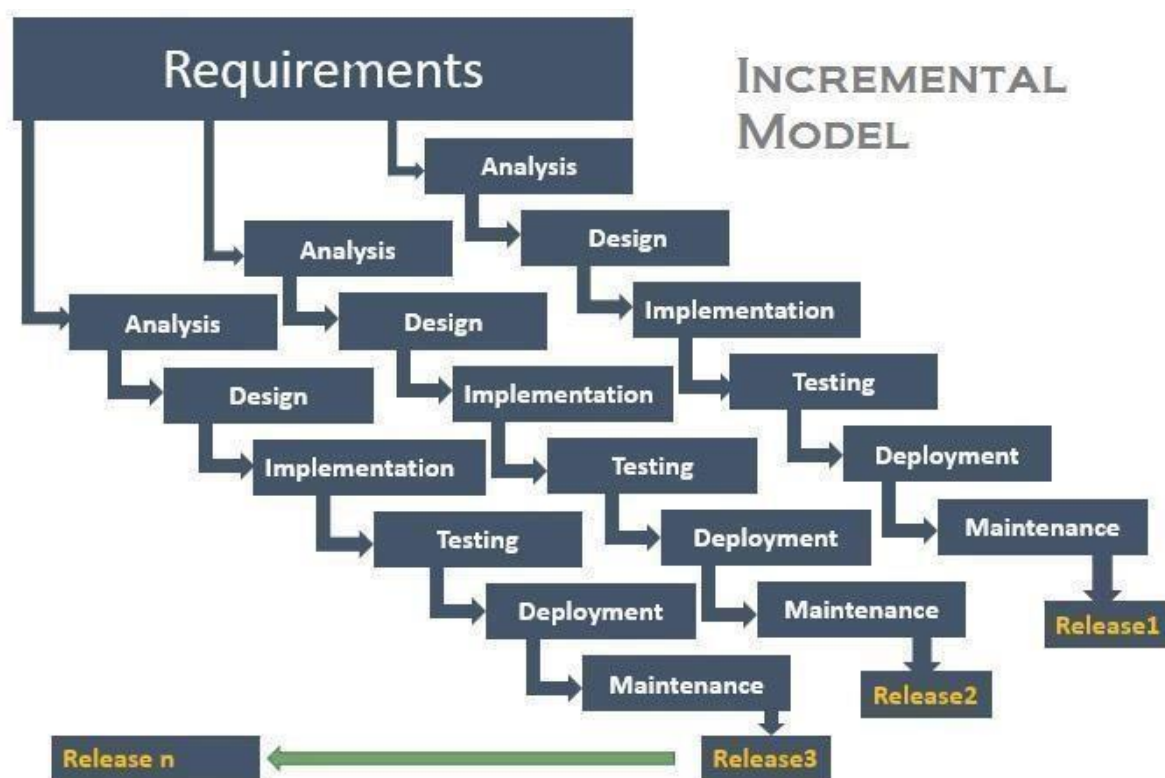 Requirements
INCREMENTAL
MODEL
Analysis
Design
Implementation
Testing
Deployment
Maintenance
Release1
Analysis
Design
Implementation
Testing
Deployment
Maintenance
Release2
Analysis
Design
Implementation
Testing
Deployment
Maintenance
Release3
Release n